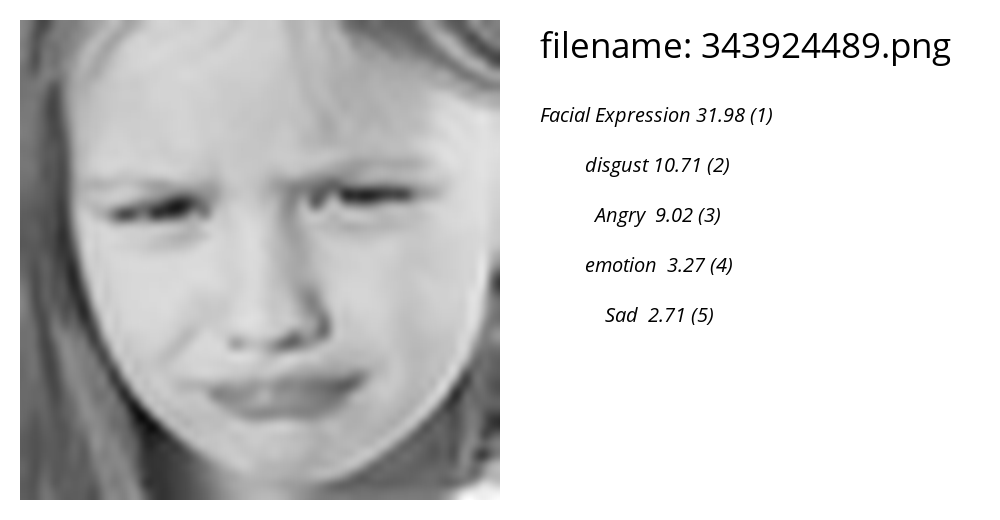 filename: 343924489.png
Facial Expression 31.98 (1)
disgust 10.71 (2)
Angry 9.02 (3)
emotion 3.27 (4)
Sad 2.71 (5)